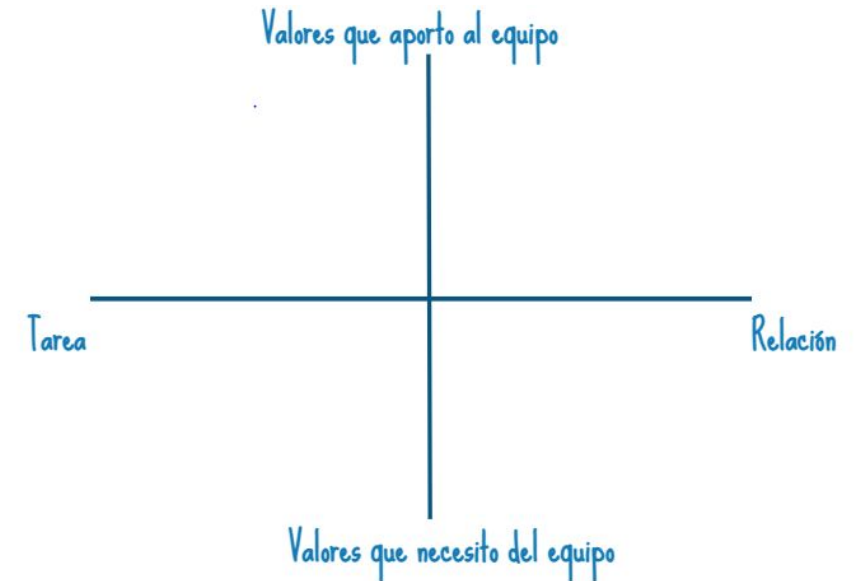 Valores que aporto al equipo
Tarea
Relación
Valores que necesito del equipo